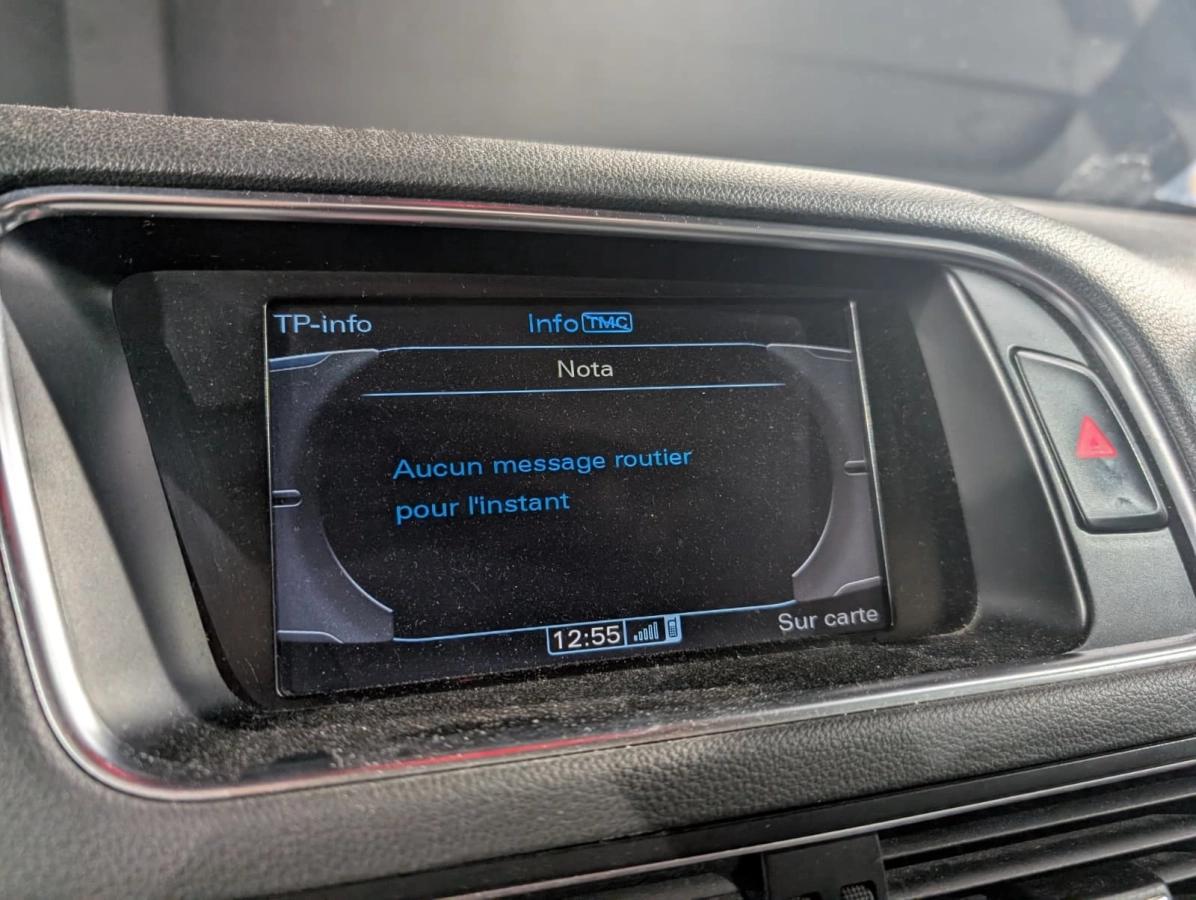 TP-info
Info TMC
Nota
Aucun message routier
pour l'instant
12:55
Sur carte